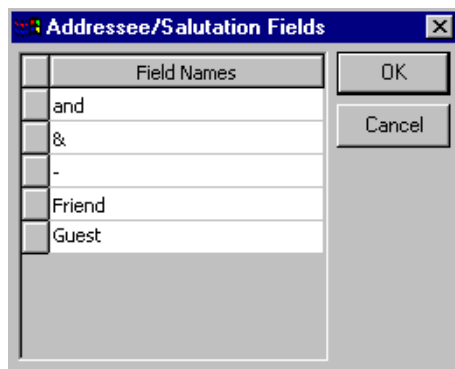 Addressee/Salutation Fields
Field Names
and
&
-
Friend
Guest
OK
Cancel